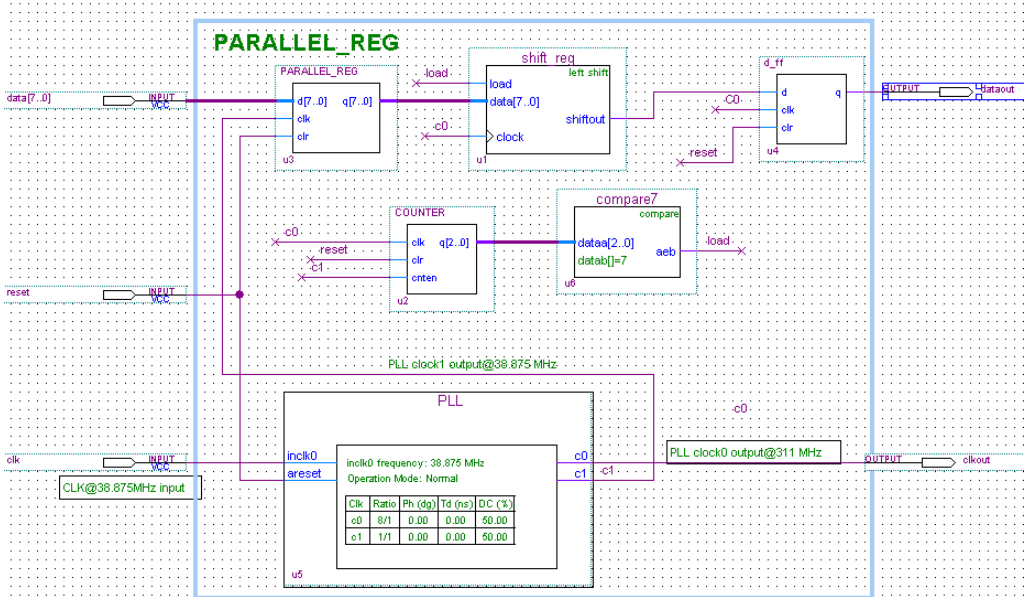 PARALLEL_REG
data[7..0]
INPUT
VCC
PARALLEL_REG
d[7..0] q[7..0]
clk
clr
u3
load
c0
shift_reg
left shift
load
data[7..0]
shiftout
clock
u1
d_ff
C0
reset
d q
clk
clr
u4
OUTPUT
dataout
c0
reset
c1
COUNTER
clk q[2..0]
clr
cnten
u2
compare7
compare
dataa[2..0]
aeb
datab[]=7
u6
load
reset
INPUT
VCC
PLL clock1 output@38.875 MHz
PLL
c0
clk
INPUT
VCC
CLK@38.875MHz input
inclk0
areset
inclk0 frequency: 38.875 MHz
Operation Mode: Normal
Clk Ratio Ph (dg) Td (ns) DC (%)
c0 8/1 0.00 0.00 50.00
c1 1/1 0.00 0.00 50.00
c0
c1
c1
u5
PLL clock0 output@311 MHz
OUTPUT
clkout